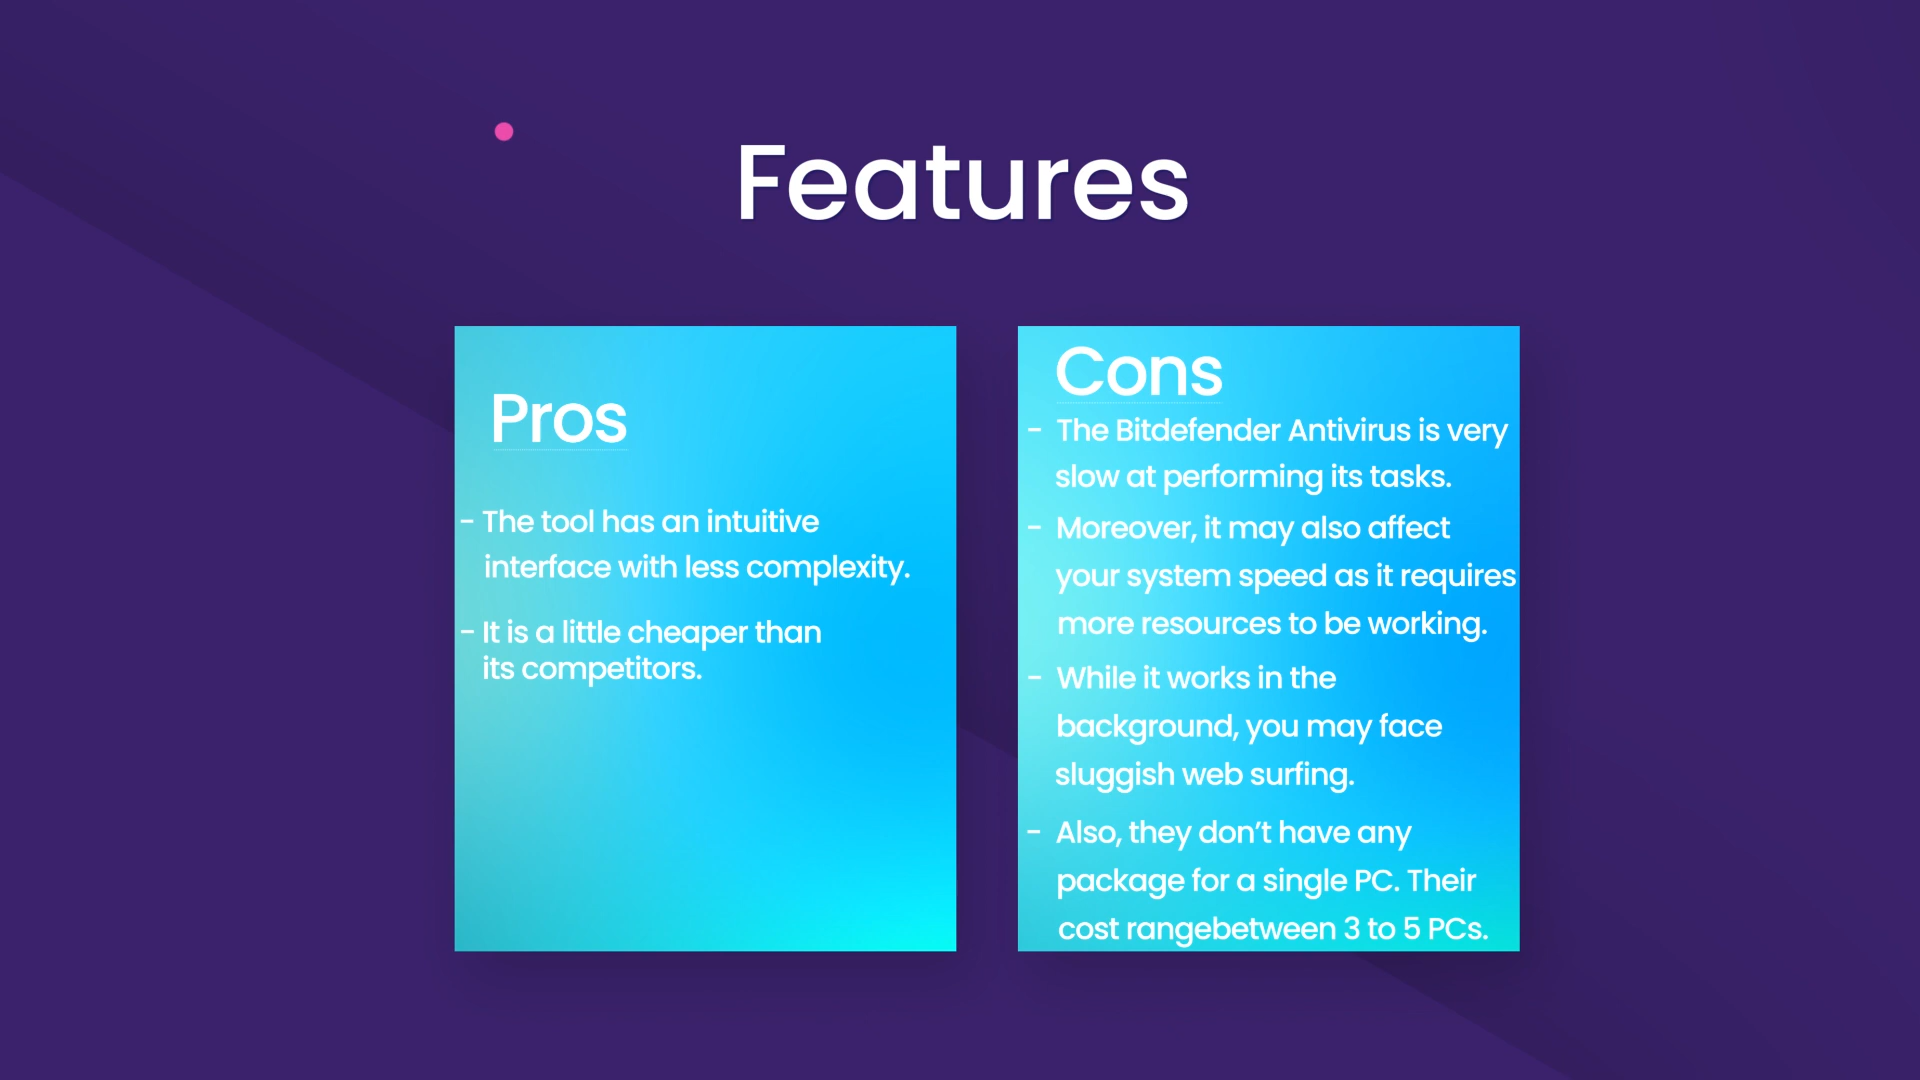 Features
Pros
- The tool has an intuitive
interface with less complexity.
- It is a little cheaper than
its competitors.
Cons
- The Bitdefender Antivirus is very
slow at performing its tasks.
- Moreover, it may also affect
your system speed as it requires
more resources to be working.
- While it works in the
background, you may face
sluggish web surfing.
- Also, they don’t have any
package for a single PC. Their
cost rangebetween 3 to 5 PCs.